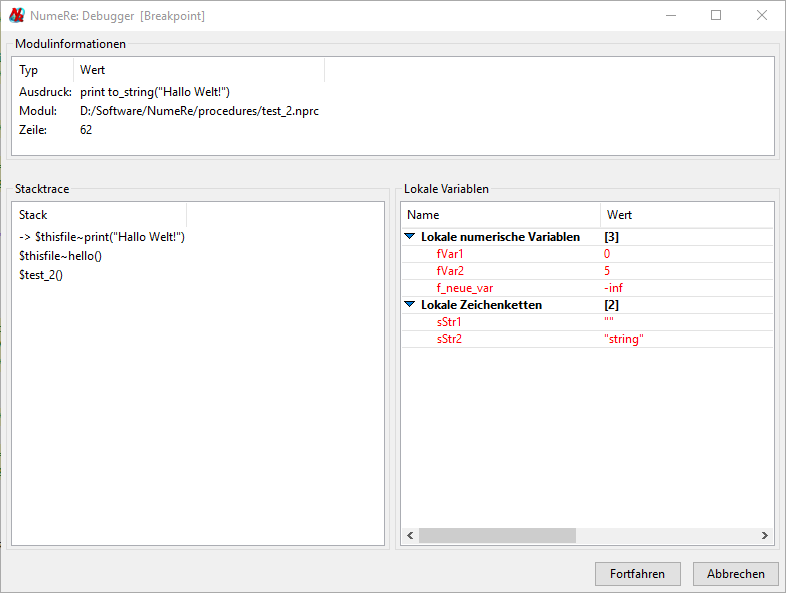 NumeRe: Debugger [Breakpoint]
Modulinformationen
Typ Wert
Ausdruck: print to_string("Hallo Welt!")
Modul: D:/Software/NumeRe/procedures/test_2.nprc
Zeile: 62
Stacktrace
Stack
-> $thisfile~print("Hallo Welt!")
$thisfile~hello()
$test_2()
Lokale Variablen
Name Wert
Lokale numerische Variablen [3]
fVar1 0
fVar2 5
f_neue_var -inf
Lokale Zeichenketten [2]
sStr1 ""
sStr2 "string"
Fortfahren Abbrechen